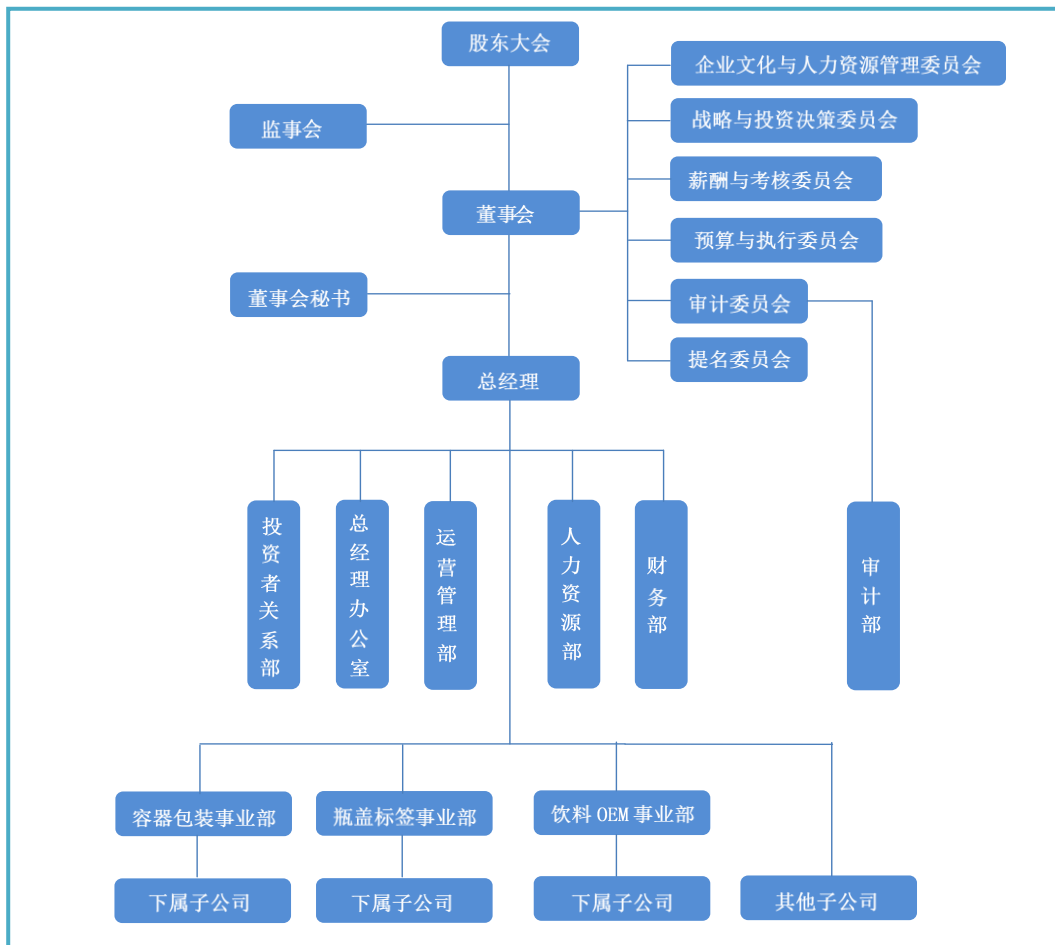 股东大会
企业文化与人力资源管理委员会
战略与投资决策委员会
监事会
薪酬与考核委员会
董事会
预算与执行委员会
董事会秘书
审计委员会
提名委员会
总经理
投资者关系部
总经理办公室
运营管理部
人力资源部
财务部
审计部
容器包装事业部
瓶盖标签事业部
饮料 OEM 事业部
下属子公司
下属子公司
下属子公司
其他子公司